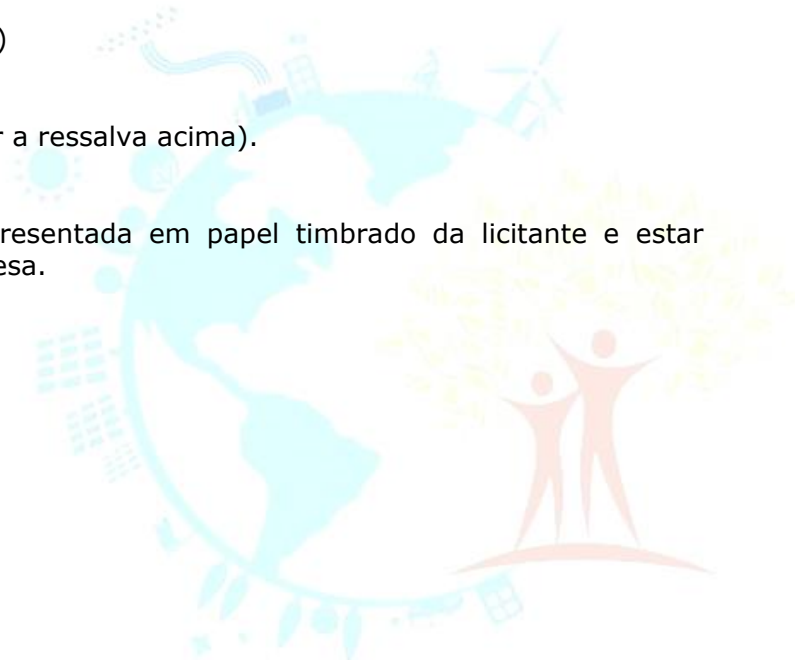 )
r a ressalva acima).
resentada em papel timbrado da licitante e estar
esa.